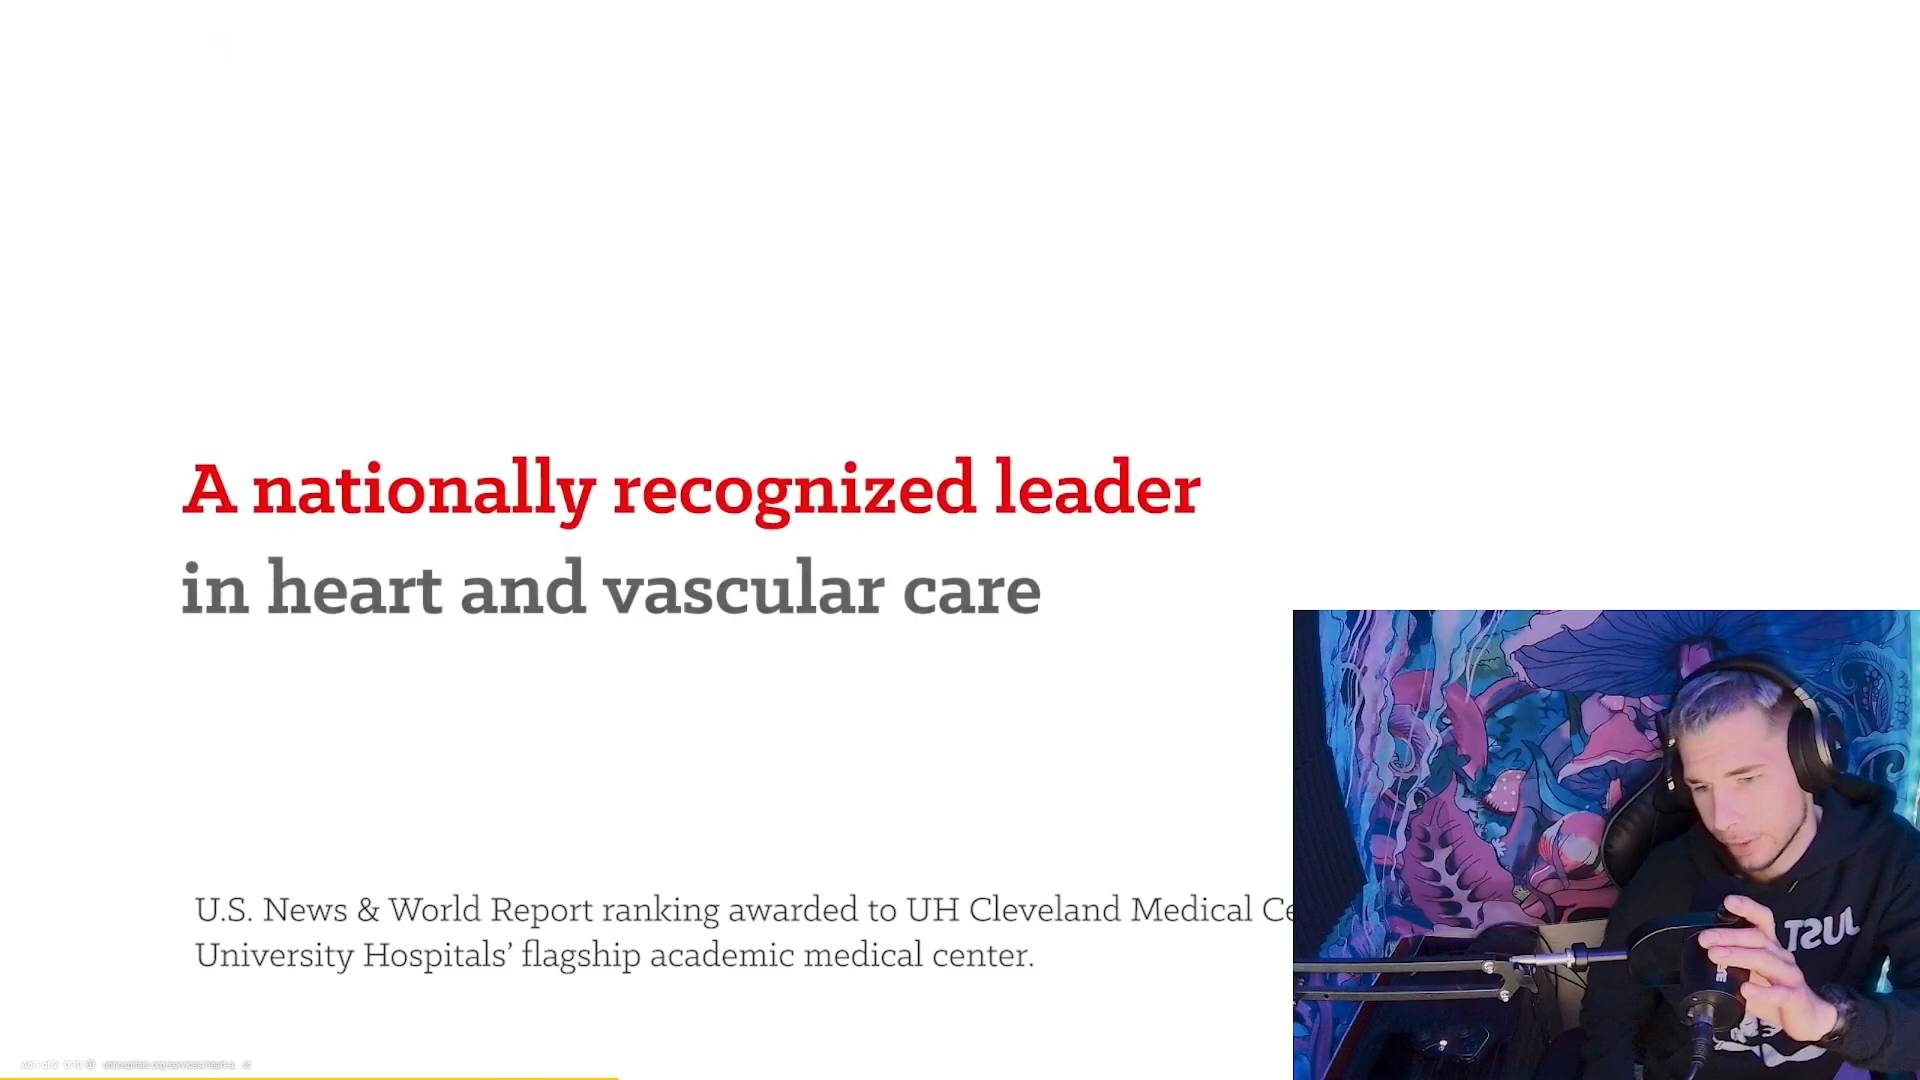 A nationally recognized leader
in heart and vascular care
U.S. News & World Report ranking awarded to UH Cleveland Medical Ce
University Hospitals’ flagship academic medical center.
JUST